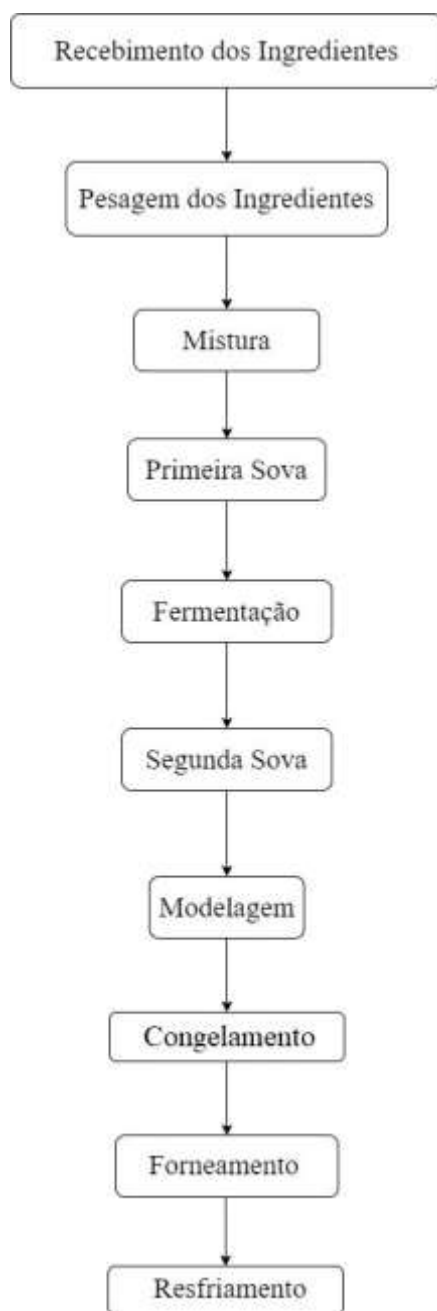 Recebimento dos Ingredientes
Pesagem dos Ingredientes
Mistura
Primeira Sova
Fermentação
Segunda Sova
Modelagem
Congelamento
Forneamento
Resfriamento